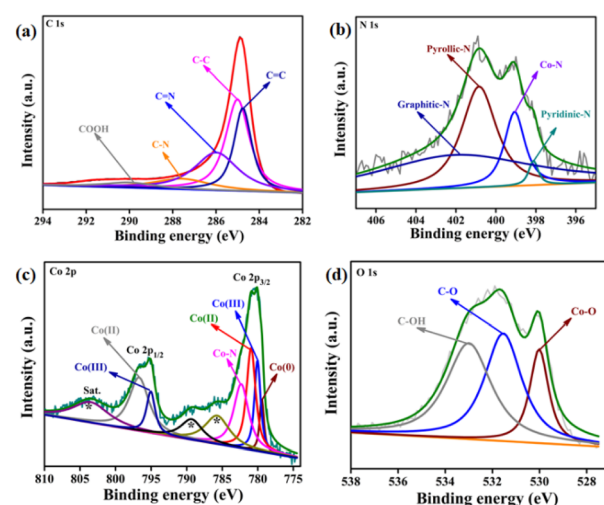 (a)
C 1s
C-C
C=N
C=C
COOH
C-N
Intensity (a.u.)
294 292 290 288 286 284 282
Binding energy (eV)
(b)
N 1s
Pyrollic-N
Co-N
Graphitic-N
Pyridinic-N
Intensity (a.u.)
406 404 402 400 398 396
Binding energy (eV)
(c)
Co 2p
Co 2p3/2
Co(III)
Co(II)
Co(II)
Co 2p1/2
Co(III)
Co-N
Co(0)
Sat.
* * *
Intensity (a.u.)
810 805 800 795 790 785 780 775
Binding energy (eV)
(d)
O 1s
C-O
C-OH
Co-O
Intensity (a.u.)
538 536 534 532 530 528
Binding energy (eV)